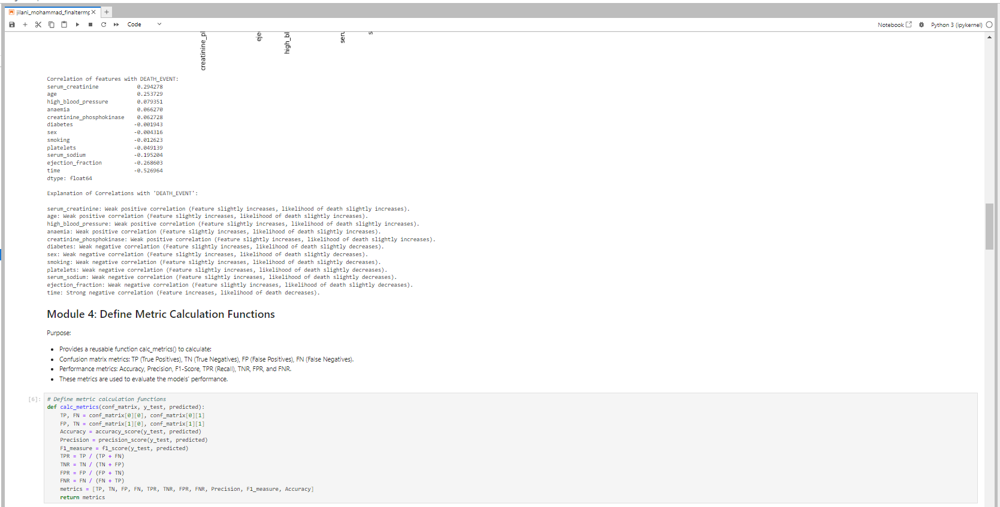 jilani_mohammad_finaltermp
Code
Notebook
Python 3 (ipykernel)
creatinine_pl
eje
high_bl
seru
s
Correlation of features with DEATH_EVENT:
serum_creatinine 0.294278
age 0.253729
high_blood_pressure 0.079351
anaemia 0.066270
creatinine_phosphokinase 0.062728
diabetes -0.001943
sex -0.004316
smoking -0.012623
platelets -0.049139
serum_sodium -0.195204
ejection_fraction -0.268603
time -0.526964
dtype: float64
Explanation of Correlations with 'DEATH_EVENT':
serum_creatinine: Weak positive correlation (Feature slightly increases, likelihood of death slightly increases).
age: Weak positive correlation (Feature slightly increases, likelihood of death slightly increases).
high_blood_pressure: Weak positive correlation (Feature slightly increases, likelihood of death slightly increases).
anaemia: Weak positive correlation (Feature slightly increases, likelihood of death slightly increases).
creatinine_phosphokinase: Weak positive correlation (Feature slightly increases, likelihood of death slightly increases).
diabetes: Weak negative correlation (Feature slightly increases, likelihood of death slightly decreases).
sex: Weak negative correlation (Feature slightly increases, likelihood of death slightly decreases).
smoking: Weak negative correlation (Feature slightly increases, likelihood of death slightly decreases).
platelets: Weak negative correlation (Feature slightly increases, likelihood of death slightly decreases).
serum_sodium: Weak negative correlation (Feature slightly increases, likelihood of death slightly decreases).
ejection_fraction: Weak negative correlation (Feature slightly increases, likelihood of death slightly decreases).
time: Strong negative correlation (Feature increases, likelihood of death decreases).
Module 4: Define Metric Calculation Functions
Purpose:
• Provides a reusable function calc_metrics() to calculate:
• Confusion matrix metrics: TP (True Positives), TN (True Negatives), FP (False Positives), FN (False Negatives).
• Performance metrics: Accuracy, Precision, F1-Score, TPR (Recall), TNR, FPR, and FNR.
• These metrics are used to evaluate the models' performance.
[6]: # Define metric calculation functions
def calc_metrics(conf_matrix, y_test, predicted):
TP, FN = conf_matrix[0][0], conf_matrix[0][1]
FP, TN = conf_matrix[1][0], conf_matrix[1][1]
Accuracy = accuracy_score(y_test, predicted)
Precision = precision_score(y_test, predicted)
F1_measure = f1_score(y_test, predicted)
TPR = TP / (TP + FN)
TNR = TN / (TN + FP)
FPR = FP / (FP + TN)
FNR = FN / (FN + TP)
metrics = [TP, TN, FP, FN, TPR, TNR, FPR, FNR, Precision, F1_measure, Accuracy]
return metrics